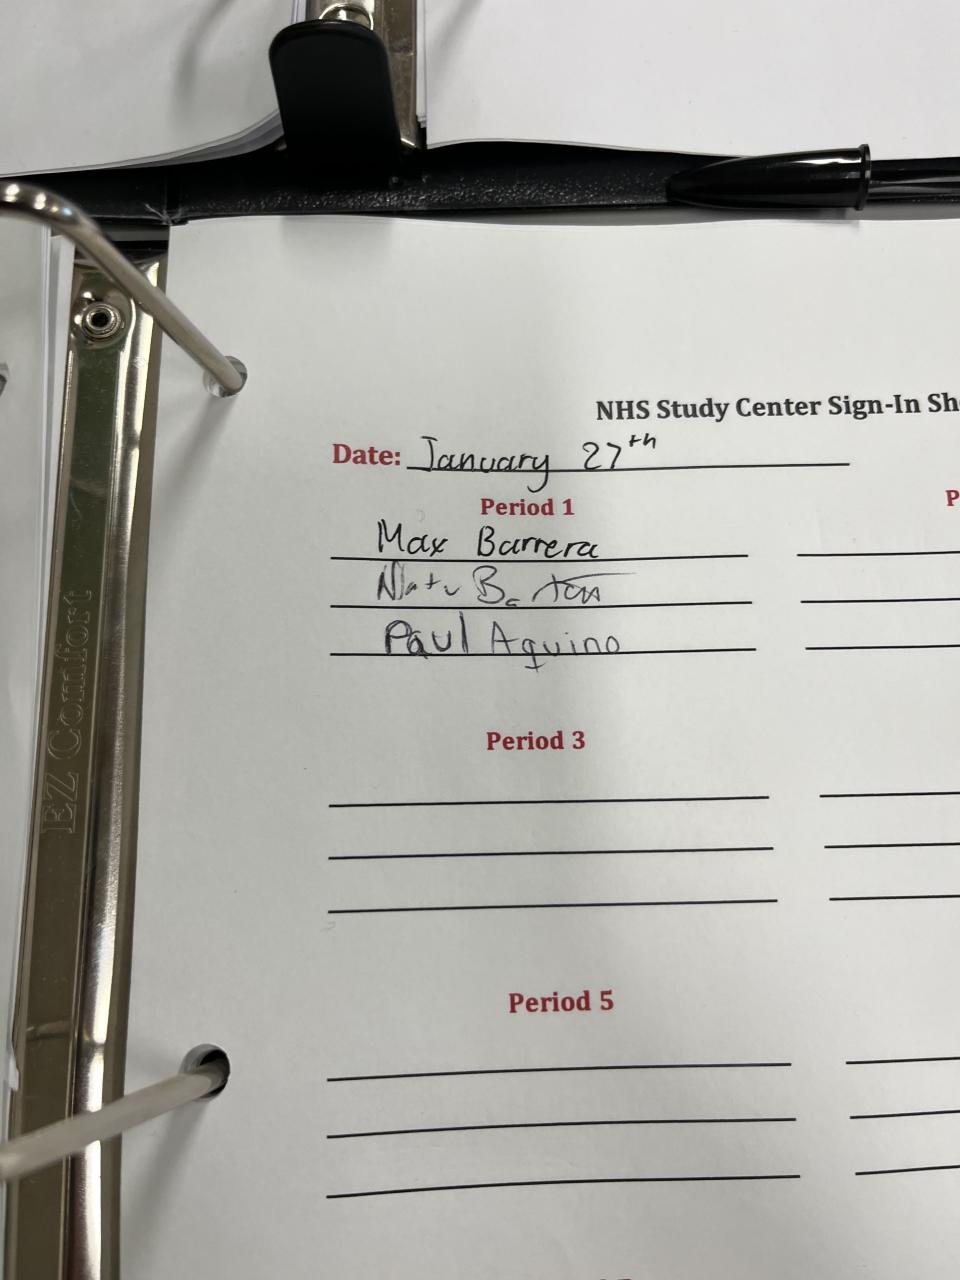 NHS Study Center Sign-In Sh
Date: January 27th
Period 1
P
Max Barrera
Paul Aquino
Period 3
Period 5
EZ Comfort